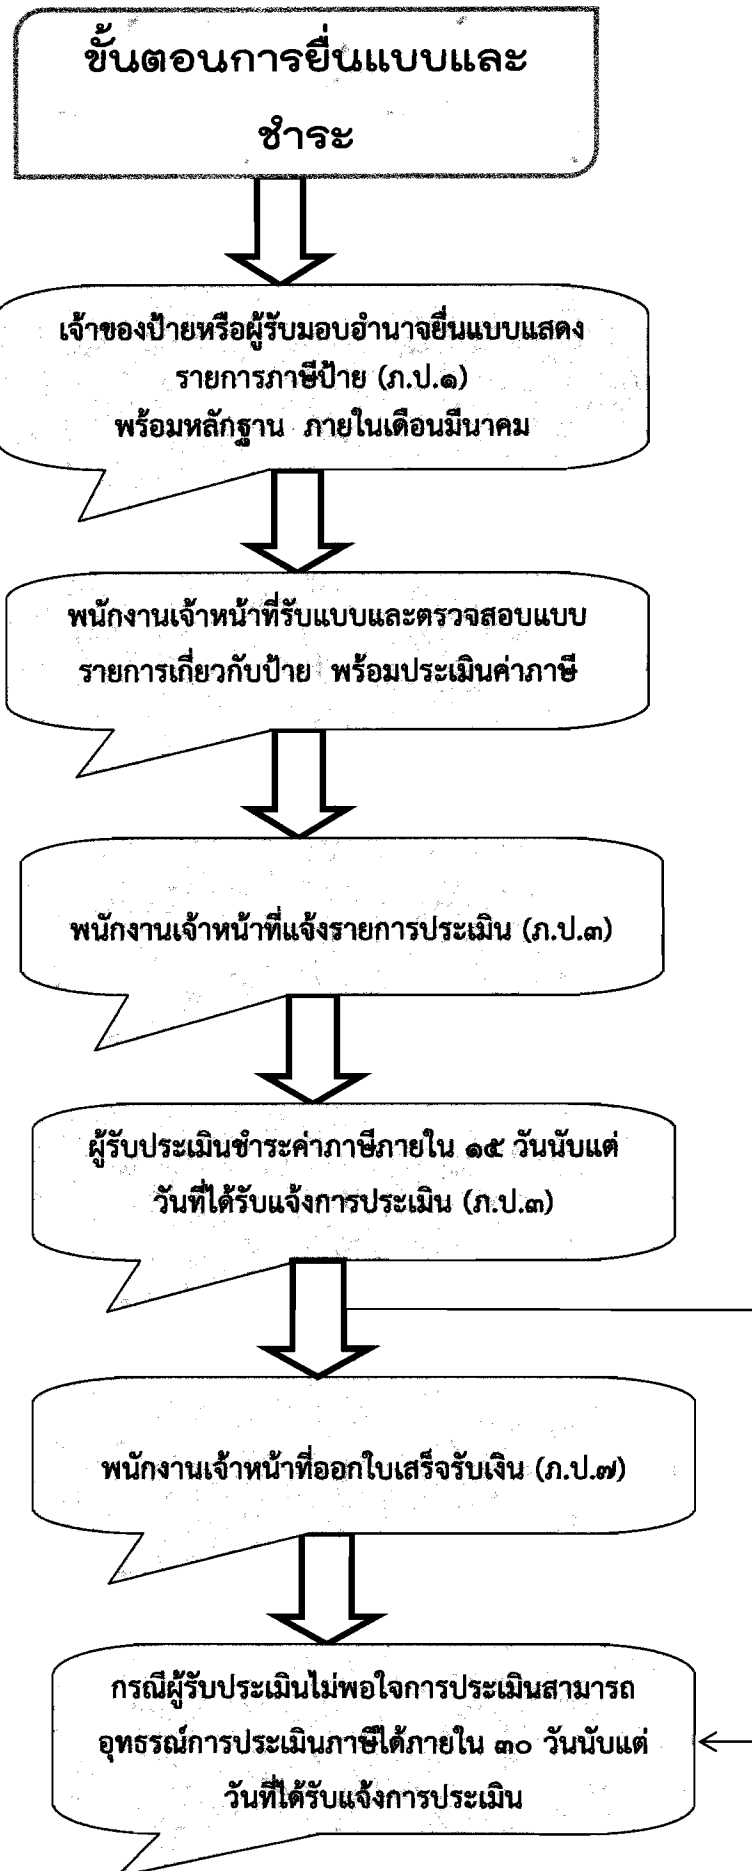 ขั้นตอนการยื่นแบบและ
ชำระ
เจ้าของป้ายหรือผู้รับมอบอำนาจยื่นแบบแสดง
รายการภาษีป้าย (ภ.ป.๑)
พร้อมหลักฐาน ภายในเดือนมีนาคม
พนักงานเจ้าหน้าที่รับแบบและตรวจสอบแบบ
รายการเกี่ยวกับป้าย พร้อมประเมินค่าภาษี
พนักงานเจ้าหน้าที่แจ้งรายการประเมิน (ภ.ป.๓)
ผู้รับประเมินชำระค่าภาษีภายใน ๑๕ วันนับแต่
วันที่ได้รับแจ้งการประเมิน (ภ.ป.๓)
พนักงานเจ้าหน้าที่ออกใบเสร็จรับเงิน (ภ.ป.๗)
กรณีผู้รับประเมินไม่พอใจการประเมินสามารถ
อุทธรณ์การประเมินภาษีได้ภายใน ๓๐ วันนับแต่
วันที่ได้รับแจ้งการประเมิน